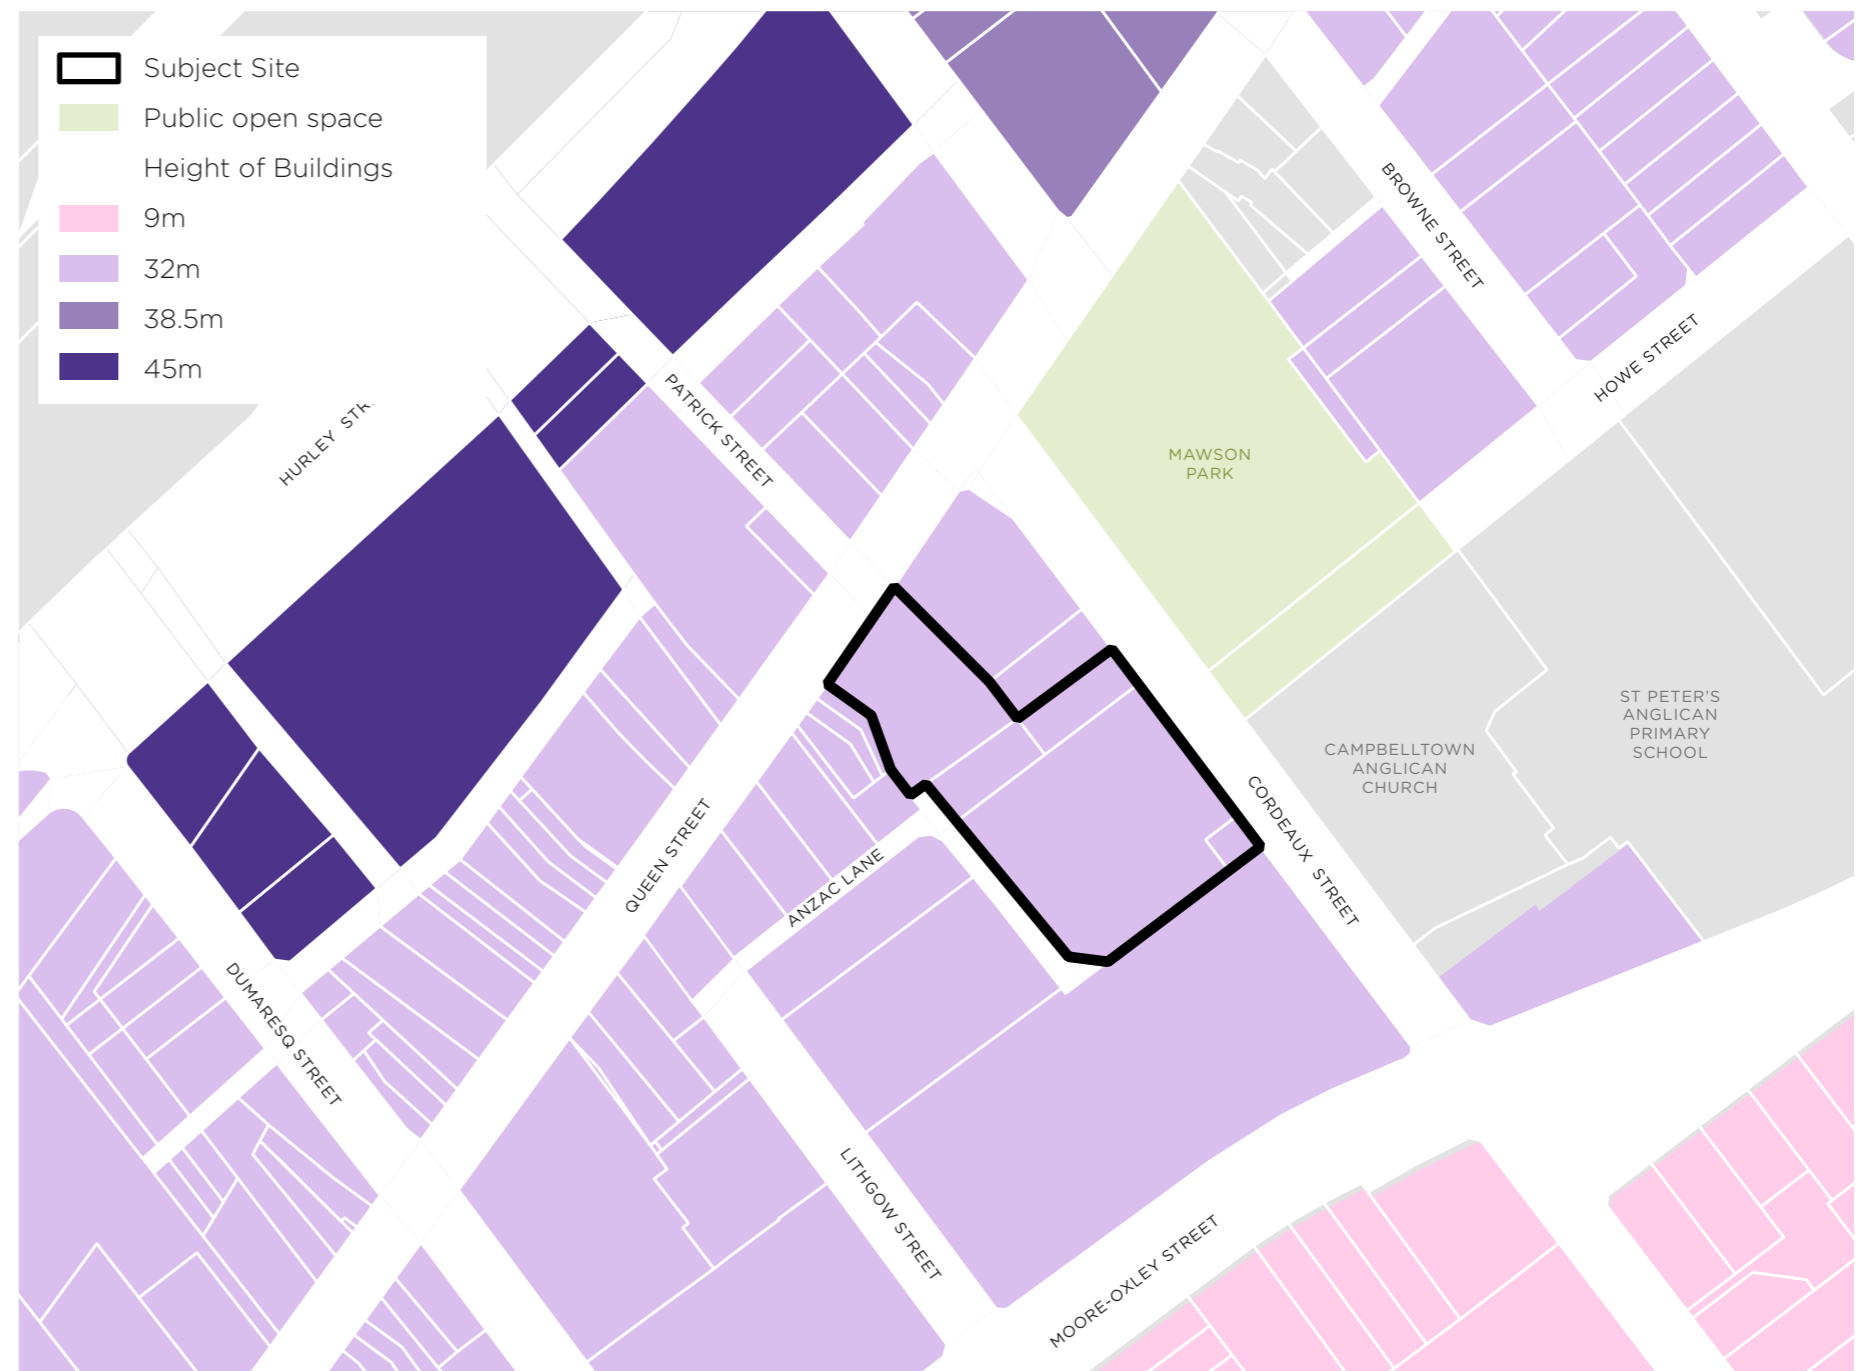 Subject Site
Public open space
Height of Buildings
9m
32m
38.5m
45m
HURLEY
PATRICK STREET
BROWNE STREET
HOWE STREET
MAWSON
PARK
ST PETER'S
ANGLICAN
PRIMARY
SCHOOL
CAMPBELLTOWN
ANGLICAN
CHURCH
CORDEAUX STREET
QUEEN STREET
ANZAC LANE
DUMARESQ STREET
LITHGOW STREET
MOORE-OXLEY STREET